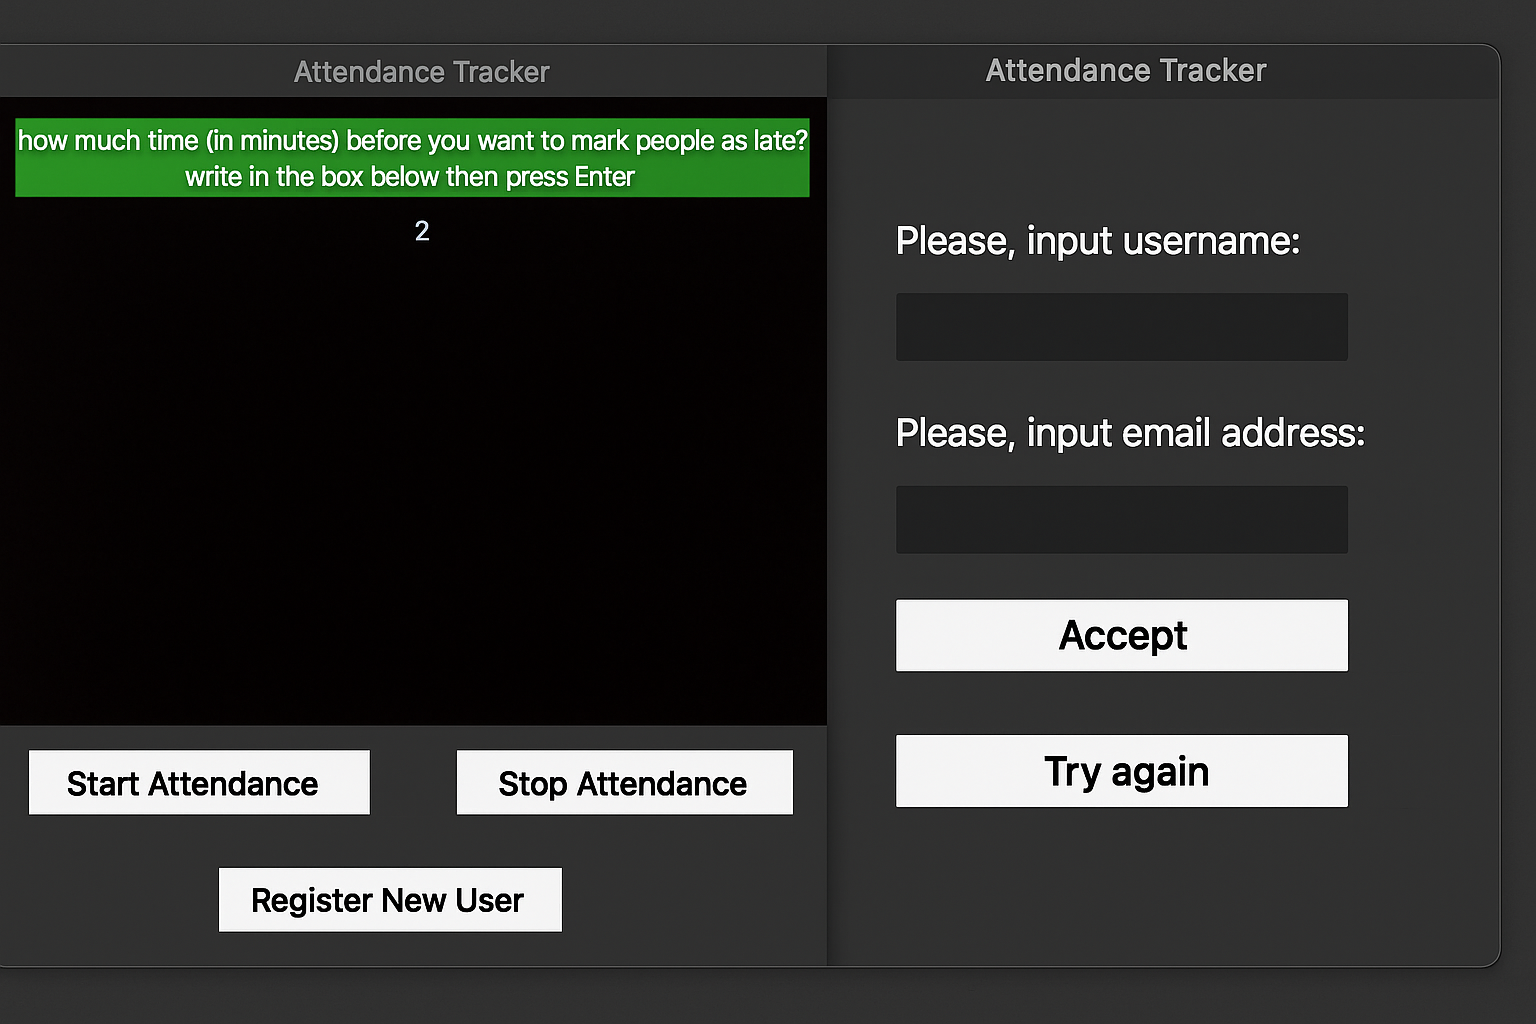 Attendance Tracker
how much time (in minutes) before you want to mark people as late?
write in the box below then press Enter
2
Start Attendance
Stop Attendance
Register New User
Attendance Tracker
Please, input username:
Please, input email address:
Accept
Try again